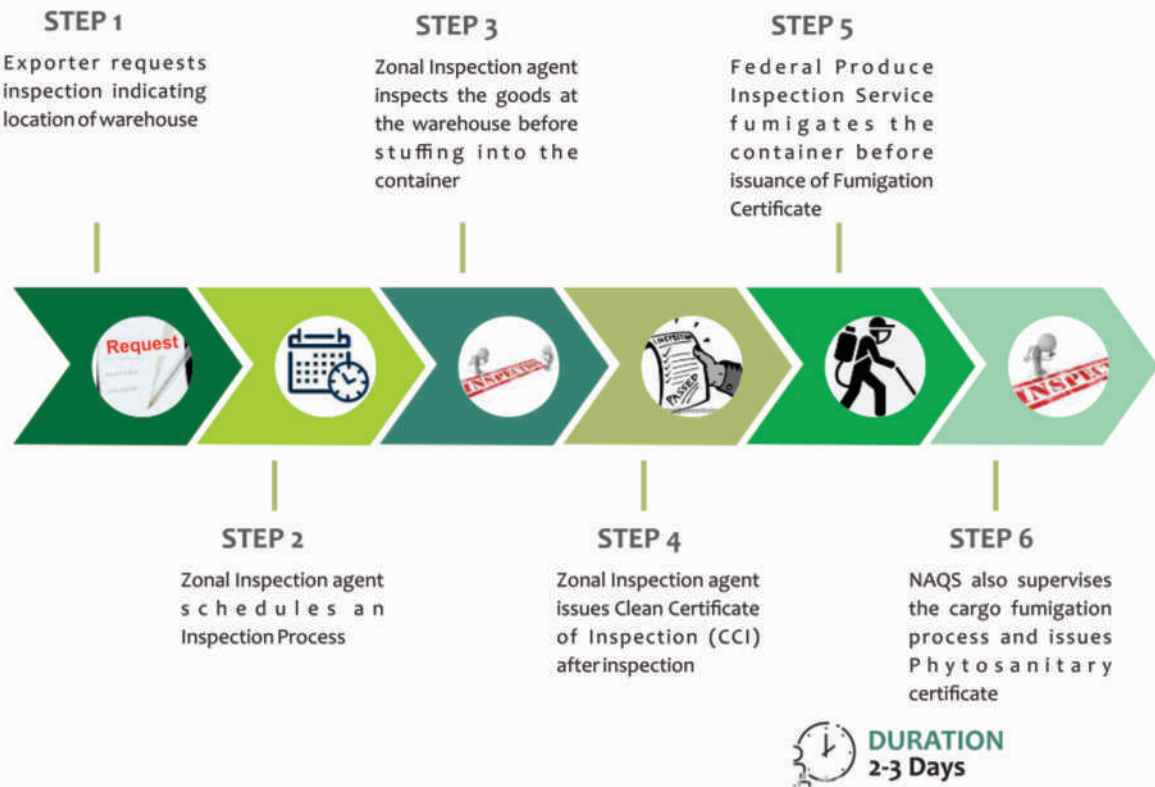 STEP 1
Exporter requests
inspection indicating
location of warehouse
STEP 3
Zonal Inspection agent
inspects the goods at
the warehouse before
stuffing into the
container
STEP 5
Federal Produce
Inspection Service
fumigates the
container before
issuance of Fumigation
Certificate
Request
INSPEC
PASSED
INSPEC
STEP 2
Zonal Inspection agent
schedules an
Inspection Process
STEP 4
Zonal Inspection agent
issues Clean Certificate
of Inspection (CCI)
after inspection
STEP 6
NAQS also supervises
the cargo fumigation
process and issues
Phytosanitary
certificate
DURATION
2-3 Days